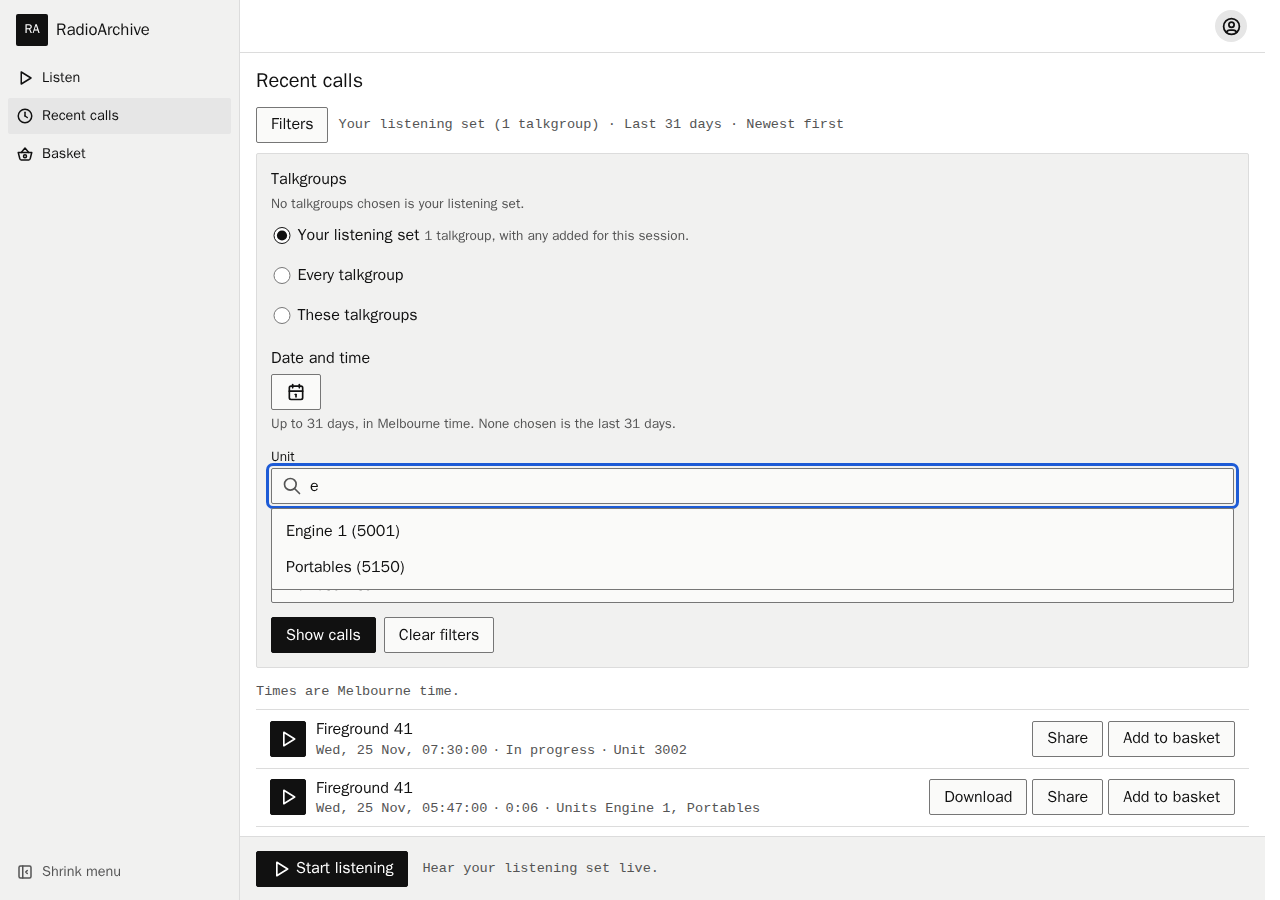 RA RadioArchive
Listen
Recent calls
Basket
Shrink menu
Recent calls
Filters Your listening set (1 talkgroup) · Last 31 days · Newest first
Talkgroups
No talkgroups chosen is your listening set.
Your listening set 1 talkgroup, with any added for this session.
Every talkgroup
These talkgroups
Date and time
Up to 31 days, in Melbourne time. None chosen is the last 31 days.
Unit
e
Engine 1 (5001)
Portables (5150)
Show calls Clear filters
Times are Melbourne time.
Fireground 41
Wed, 25 Nov, 07:30:00 · In progress · Unit 3002
Share Add to basket
Fireground 41
Wed, 25 Nov, 05:47:00 · 0:06 · Units Engine 1, Portables
Download Share Add to basket
Start listening Hear your listening set live.